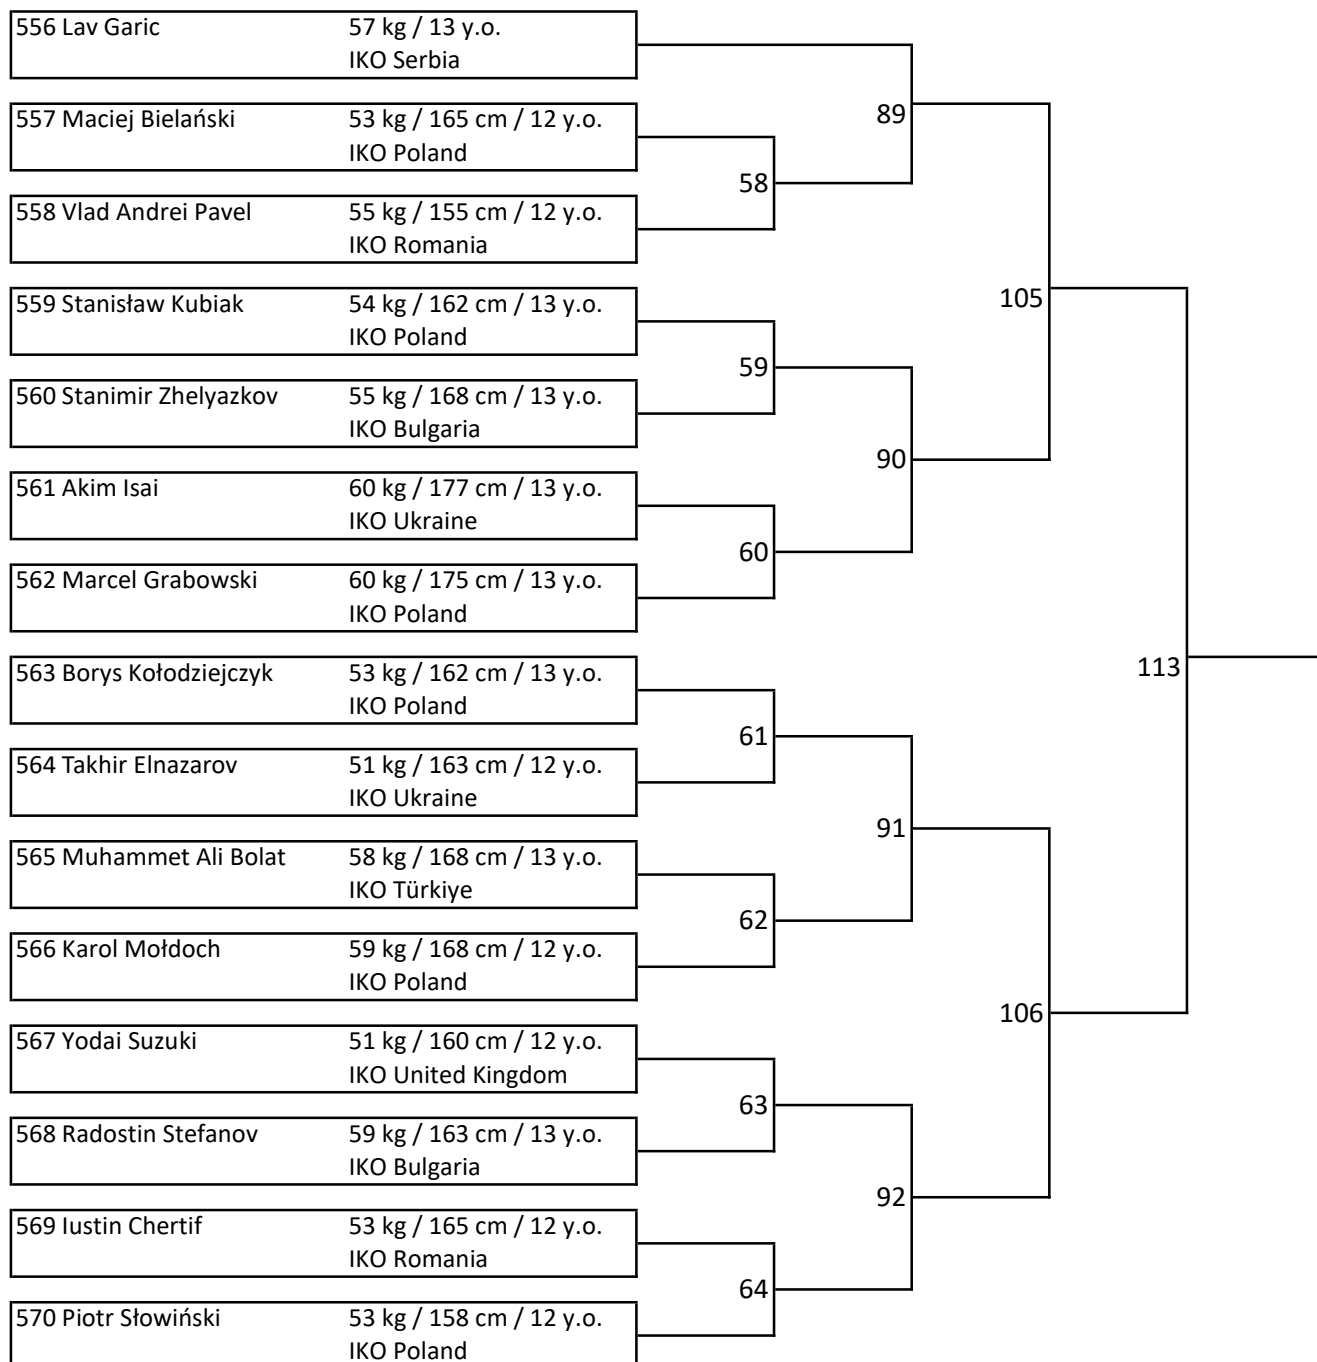 556 Lav Garic 57 kg / 13 y.o.
IKO Serbia
557 Maciej Bielański 53 kg / 165 cm / 12 y.o.
IKO Poland
89
58
558 Vlad Andrei Pavel 55 kg / 155 cm / 12 y.o.
IKO Romania
559 Stanisław Kubiak 54 kg / 162 cm / 13 y.o.
IKO Poland
105
59
560 Stanimir Zhelyazkov 55 kg / 168 cm / 13 y.o.
IKO Bulgaria
90
561 Akim Isai 60 kg / 177 cm / 13 y.o.
IKO Ukraine
60
562 Marcel Grabowski 60 kg / 175 cm / 13 y.o.
IKO Poland
563 Borys Kołodziejczyk 53 kg / 162 cm / 13 y.o.
IKO Poland
113
61
564 Takhir Elnazarov 51 kg / 163 cm / 12 y.o.
IKO Ukraine
91
565 Muhammet Ali Bolat 58 kg / 168 cm / 13 y.o.
IKO Türkiye
62
566 Karol Mołdoch 59 kg / 168 cm / 12 y.o.
IKO Poland
106
567 Yodai Suzuki 51 kg / 160 cm / 12 y.o.
IKO United Kingdom
63
568 Radostin Stefanov 59 kg / 163 cm / 13 y.o.
IKO Bulgaria
92
569 Iustin Chertif 53 kg / 165 cm / 12 y.o.
IKO Romania
64
570 Piotr Słowiński 53 kg / 158 cm / 12 y.o.
IKO Poland